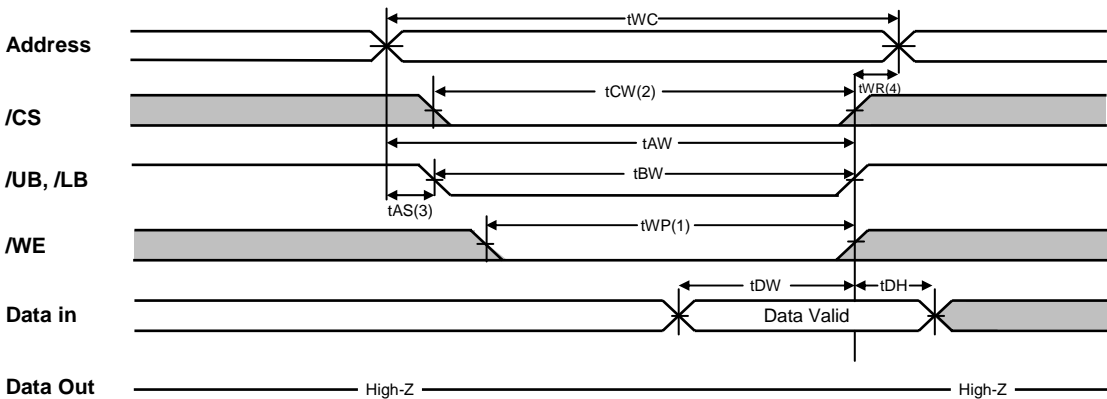 tWC
Address
tCW(2)
tWR(4)
/CS
tAW
/UB, /LB
tBW
tAS(3)
tWP(1)
/WE
tDW
tDH
Data in
Data Valid
Data Out
High-Z
High-Z